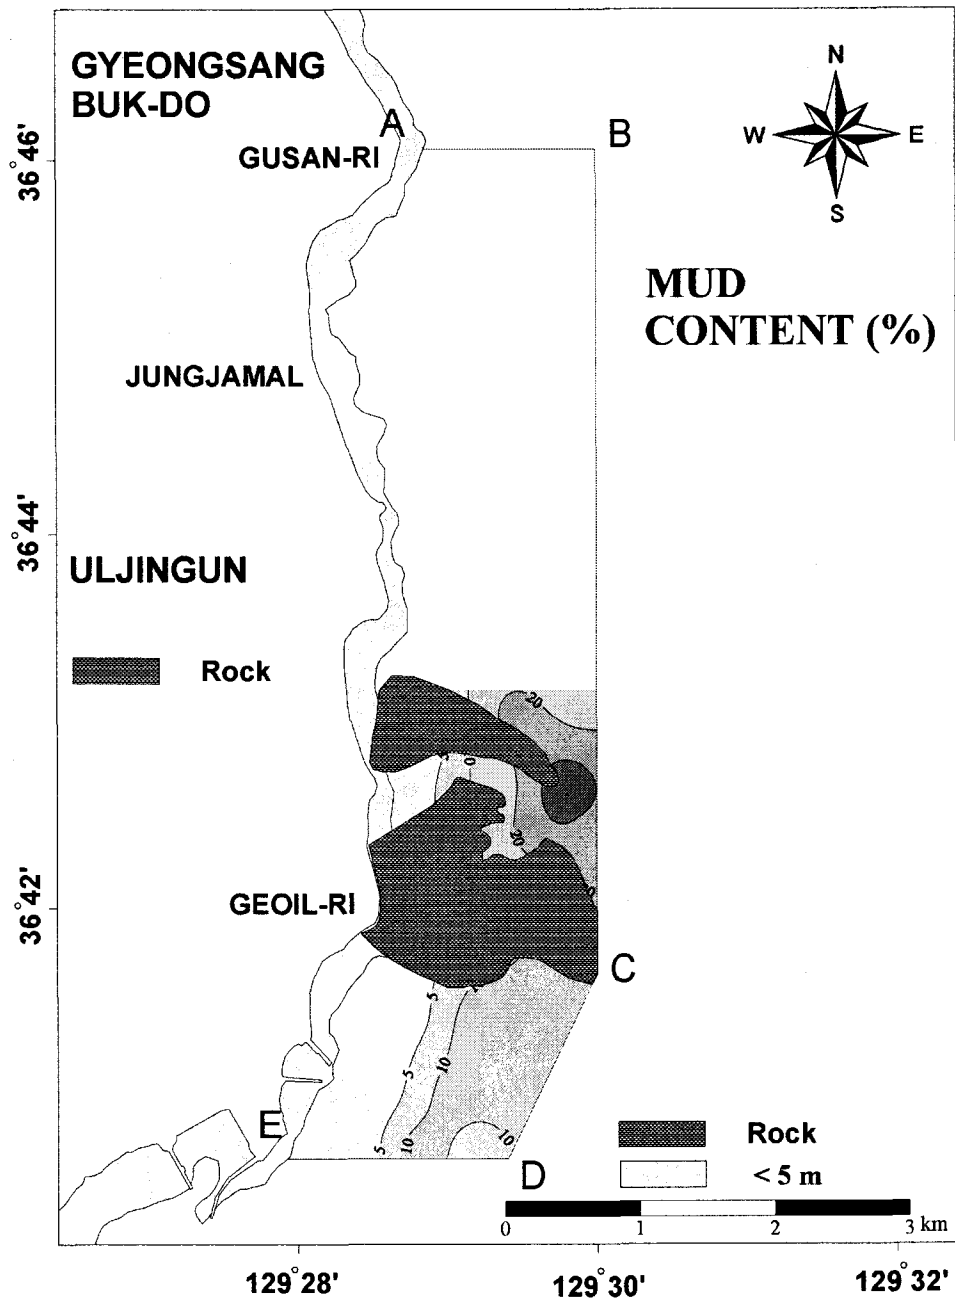 GYEONGSANG
BUK-DO
N
W
E
S
A
B
GUSAN-RI
36°46'
MUD
CONTENT (%)
JUNGJAMAL
36°44'
ULJINGUN
Rock
20
5
0
20
GEOIL-RI
36°42'
C
5
5
10
10
5
10
E
Rock
< 5 m
D
0
1
2
3 km
129°28'
129°30'
129°32'